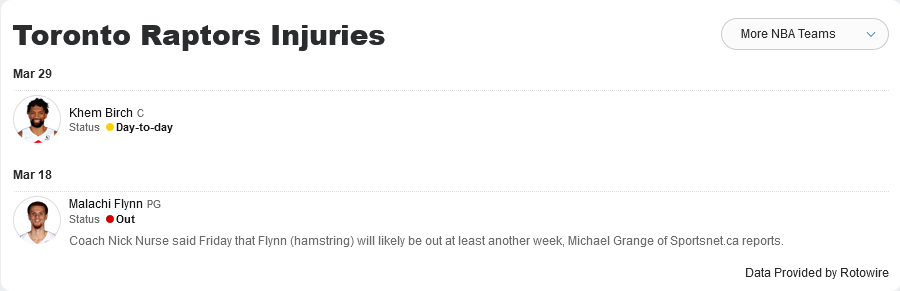 Toronto Raptors Injuries
More NBA Teams
Mar 29
Khem Birch C
Status Day-to-day
Mar 18
Malachi Flynn PG
Status Out
Coach Nick Nurse said Friday that Flynn (hamstring) will likely be out at least another week, Michael Grange of Sportsnet.ca reports.
Data Provided by Rotowire